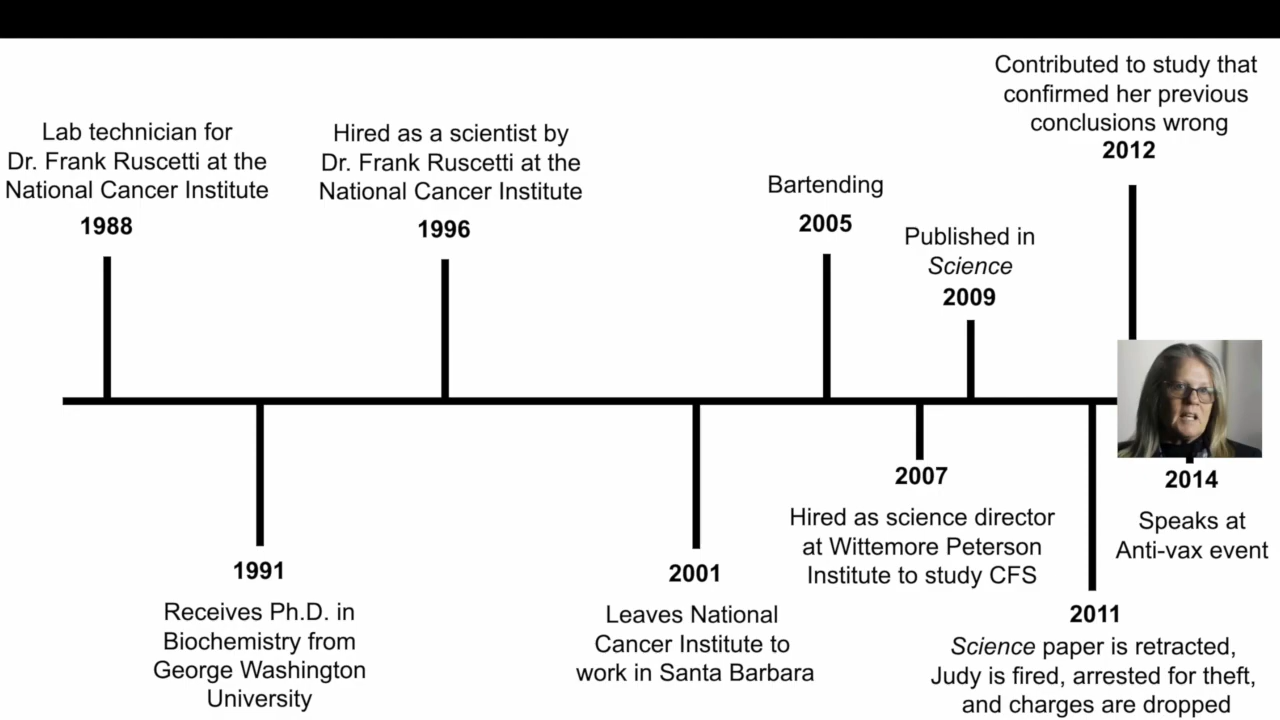 Lab technician for
Dr. Frank Ruscetti at the
National Cancer Institute
1988
1991
Receives Ph.D. in
Biochemistry from
George Washington
University
Hired as a scientist by
Dr. Frank Ruscetti at the
National Cancer Institute
1996
2001
Leaves National
Cancer Institute to
work in Santa Barbara
Bartending
2005
2007
Hired as science director
at Wittemore Peterson
Institute to study CFS
Published in
Science
2009
2011
Science paper is retracted,
Judy is fired, arrested for theft,
and charges are dropped
Contributed to study that
confirmed her previous
conclusions wrong
2012
2014
Speaks at
Anti-vax event